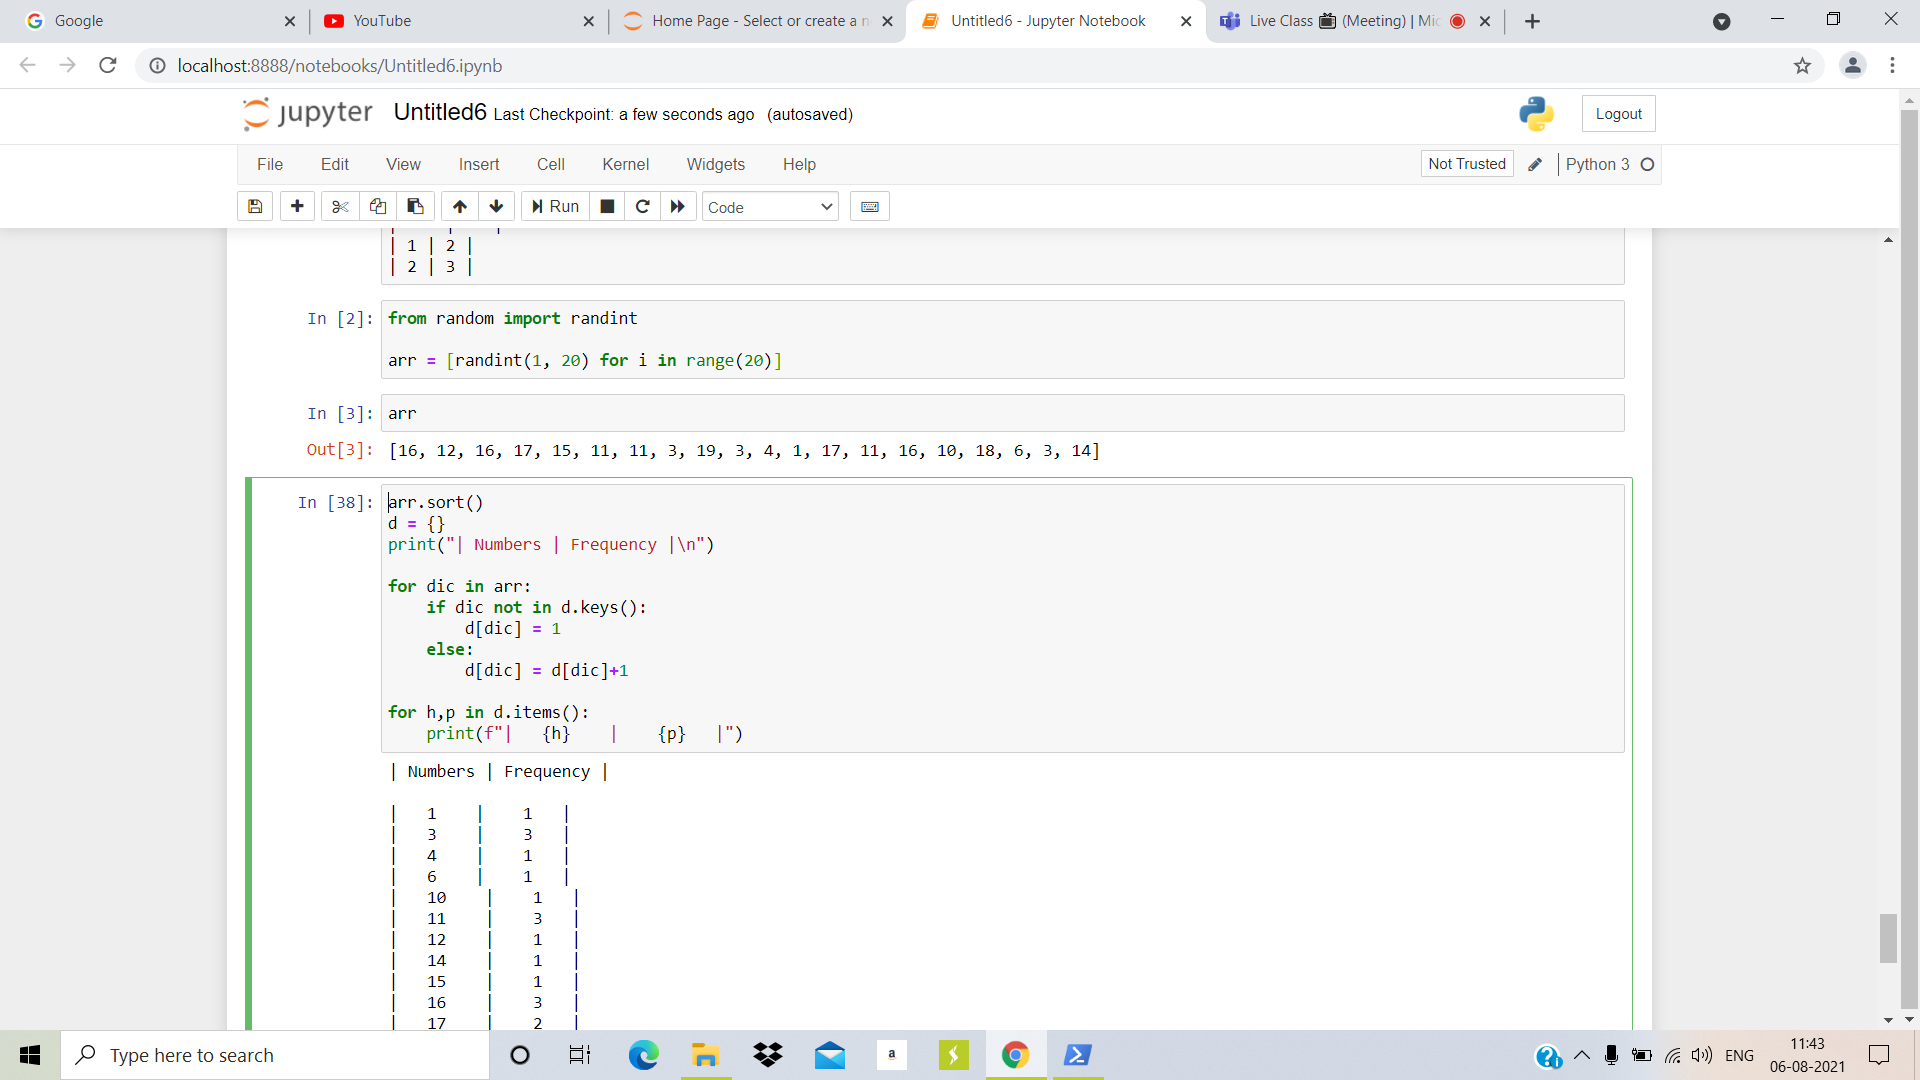 Google
YouTube
Home Page - Select or create a n
Untitled6 - Jupyter Notebook
Live Class (Meeting) | Mic
localhost:8888/notebooks/Untitled6.ipynb
jupyter Untitled6 Last Checkpoint: a few seconds ago (autosaved)
Logout
File Edit View Insert Cell Kernel Widgets Help
Not Trusted
Python 3
Run
Code
| 1 | 2 |
| 2 | 3 |
In [2]: from random import randint
arr = [randint(1, 20) for i in range(20)]
In [3]: arr
Out[3]: [16, 12, 16, 17, 15, 11, 11, 3, 19, 3, 4, 1, 17, 11, 16, 10, 18, 6, 3, 14]
In [38]: arr.sort()
d = {}
print("| Numbers | Frequency |\n")
for dic in arr:
    if dic not in d.keys():
        d[dic] = 1
    else:
        d[dic] = d[dic]+1
for h,p in d.items():
    print(f"|   {h}    |    {p}   |")
| Numbers | Frequency |
|   1    |    1   |
|   3    |    3   |
|   4    |    1   |
|   6    |    1   |
|   10    |    1   |
|   11    |    3   |
|   12    |    1   |
|   14    |    1   |
|   15    |    1   |
|   16    |    3   |
|   17    |    2   |
Type here to search
a
ENG
11:43
06-08-2021